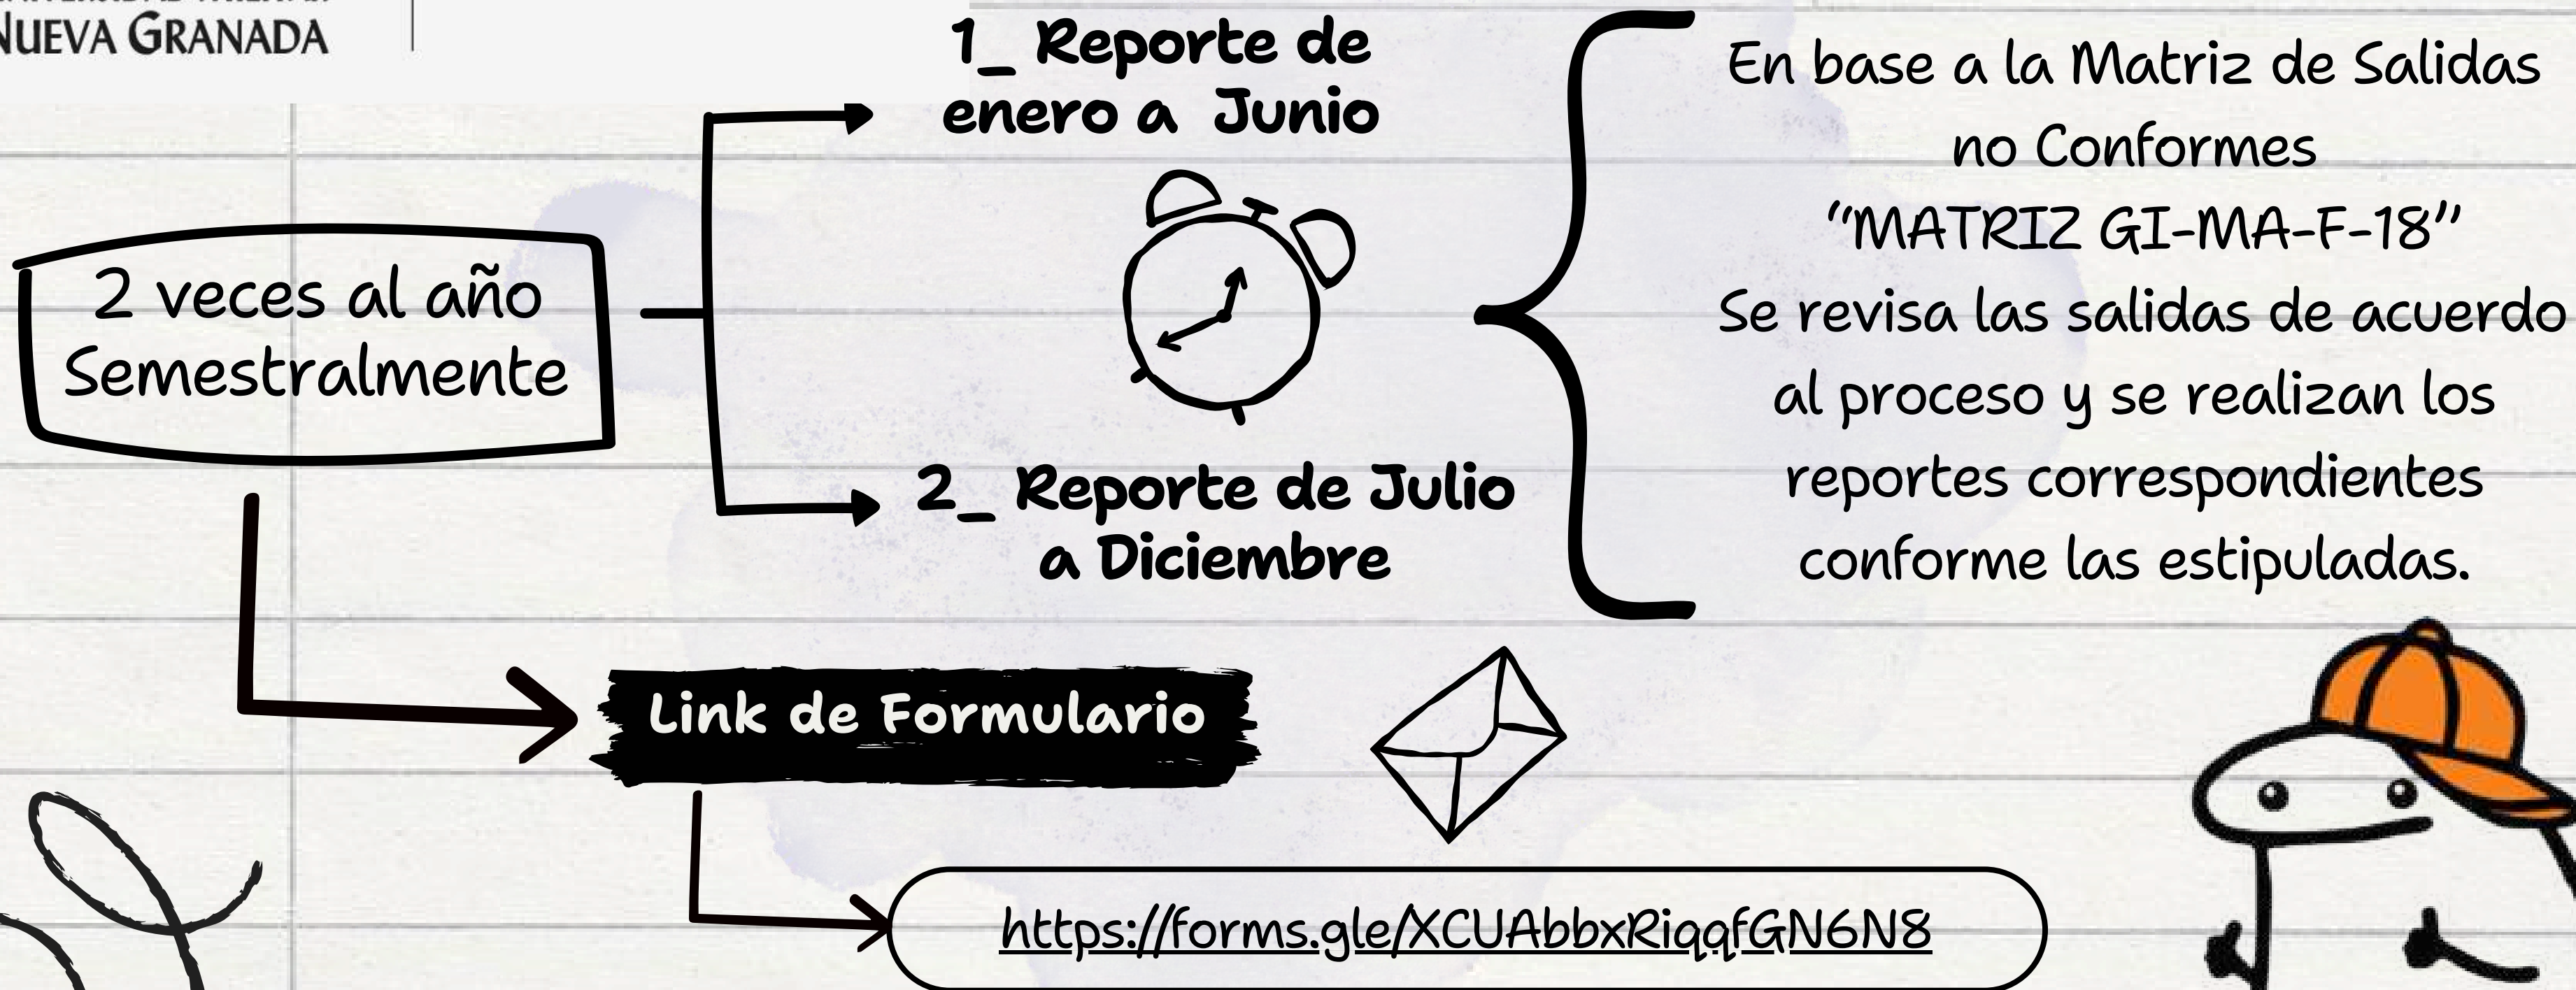 NUEVA GRANADA
1_ Reporte de
enero a Junio
2 veces al año
Semestralmente
2_ Reporte de Julio
a Diciembre
En base a la Matriz de Salidas
no Conformes
“MATRIZ GI-MA-F-18”
Se revisa las salidas de acuerdo
al proceso y se realizan los
reportes correspondientes
conforme las estipuladas.
Link de Formulario
https://forms.gle/XCUAbbxRiqqfGN6N8